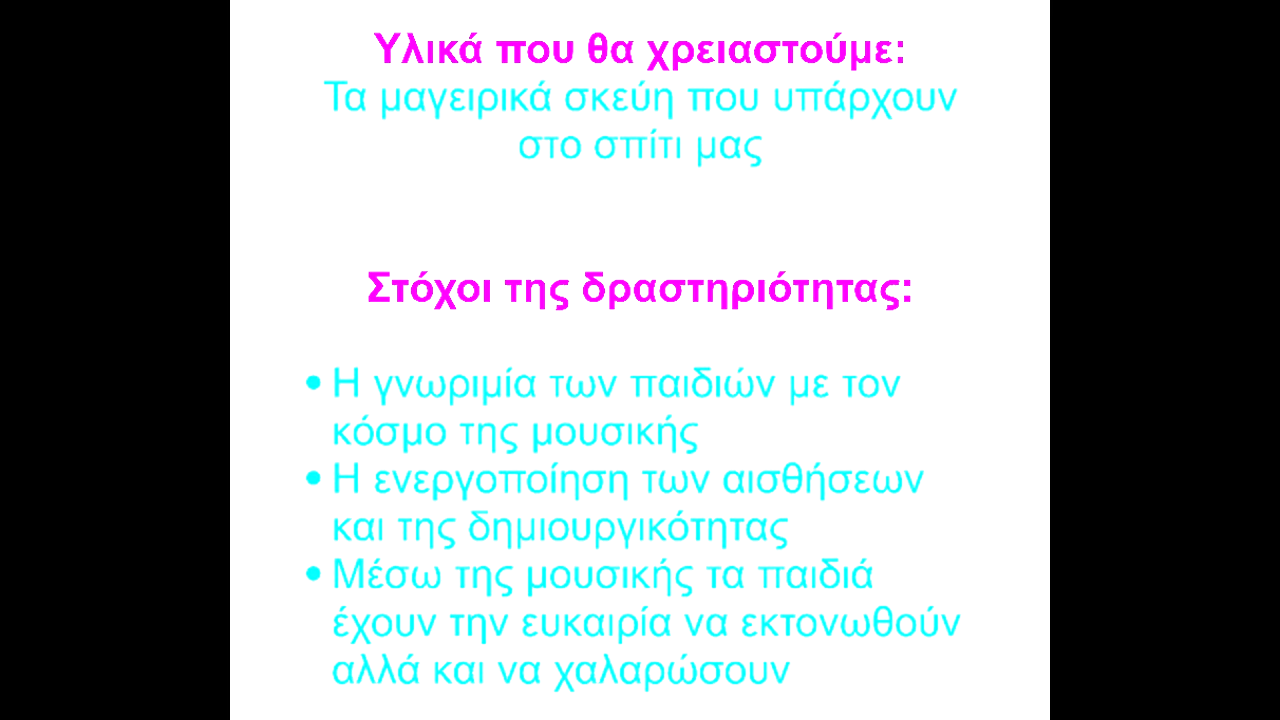 Υλικά που θα χρειαστούμε:
Τα μαγειρικά σκεύη που υπάρχουν
στο σπίτι μας
Στόχοι της δραστηριότητας:
• Η γνωριμία των παιδιών με τον
κόσμο της μουσικής
• Η ενεργοποίηση των αισθήσεων
και της δημιουργικότητας
• Μέσω της μουσικής τα παιδιά
έχουν την ευκαιρία να εκτονωθούν
αλλά και να χαλαρώσουν